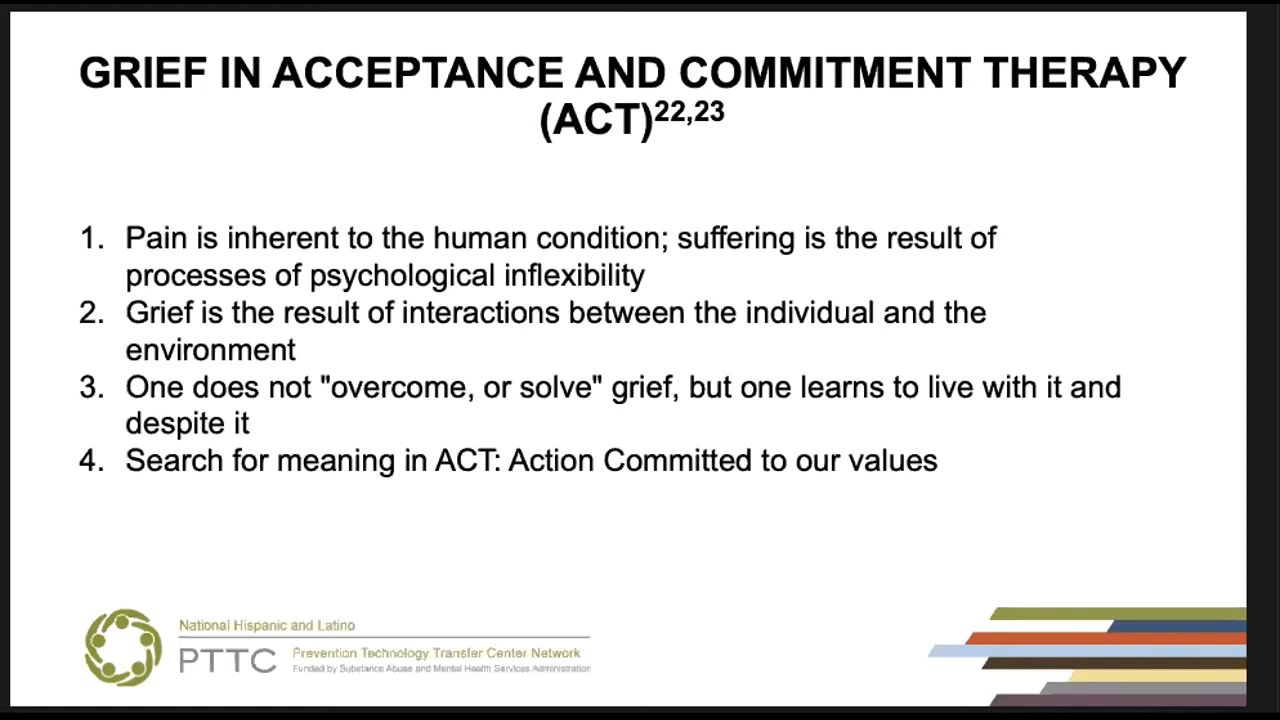 GRIEF IN ACCEPTANCE AND COMMITMENT THERAPY
(ACT)22,23
1. Pain is inherent to the human condition; suffering is the result of
processes of psychological inflexibility
2. Grief is the result of interactions between the individual and the
environment
3. One does not "overcome, or solve" grief, but one learns to live with it and
despite it
4. Search for meaning in ACT: Action Committed to our values
National Hispanic and Latino
PTTC Prevention Technology Transfer Center Network
Funded by Substance Abuse and Mental Health Services Administration